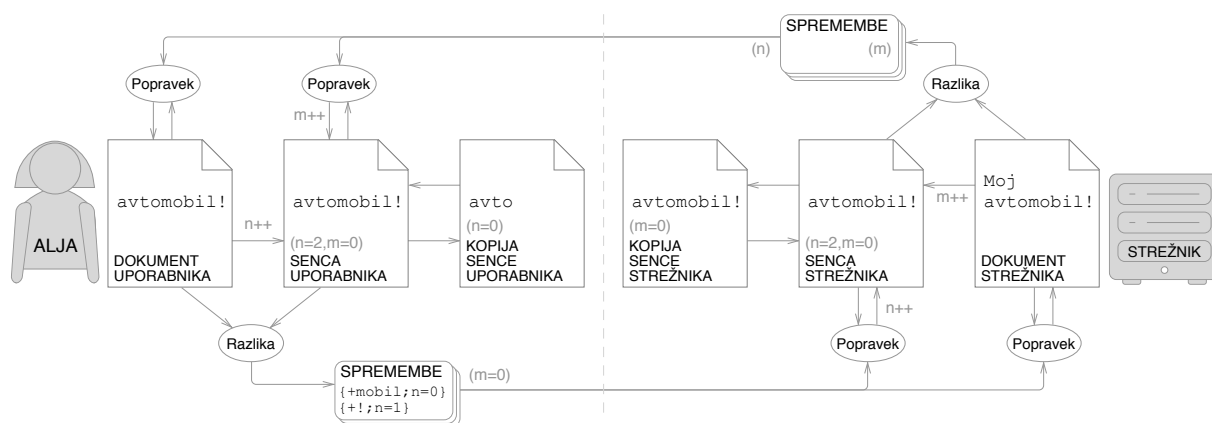 SPREMEMBE
(n)
(m)
Popravek
Popravek
Razlika
m++
avtomobil!
avtomobil!
avto
avtomobil!
avtomobil!
Moj
avtomobil!
m++
n++
(n=2,m=0)
(n=0)
(m=0)
(n=2,m=0)
ALJA
DOKUMENT
UPORABNIKA
SENCA
UPORABNIKA
KOPIJA
SENCE
UPORABNIKA
KOPIJA
SENCE
STREŽNIKA
SENCA
STREŽNIKA
DOKUMENT
STREŽNIKA
STREŽNIK
n++
Razlika
Popravek
Popravek
SPREMEMBE
{+mobil;n=0}
{+!;n=1}
(m=0)